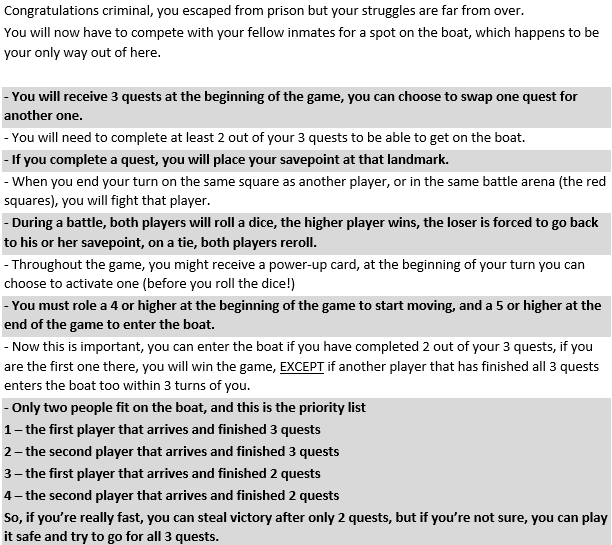 Congratulations criminal, you escaped from prison but your struggles are far from over.
You will now have to compete with your fellow inmates for a spot on the boat, which happens to be
your only way out of here.
- You will receive 3 quests at the beginning of the game, you can choose to swap one quest for
another one.
- You will need to complete at least 2 out of your 3 quests to be able to get on the boat.
- If you complete a quest, you will place your savepoint at that landmark.
- When you end your turn on the same square as another player, or in the same battle arena (the red
squares), you will fight that player.
- During a battle, both players will roll a dice, the higher player wins, the loser is forced to go back
to his or her savepoint, on a tie, both players reroll.
- Throughout the game, you might receive a power-up card, at the beginning of your turn you can
choose to activate one (before you roll the dice!)
- You must role a 4 or higher at the beginning of the game to start moving, and a 5 or higher at the
end of the game to enter the boat.
- Now this is important, you can enter the boat if you have completed 2 out of your 3 quests, if you
are the first one there, you will win the game, EXCEPT if another player that has finished all 3 quests
enters the boat too within 3 turns of you.
- Only two people fit on the boat, and this is the priority list
1 – the first player that arrives and finished 3 quests
2 – the second player that arrives and finished 3 quests
3 – the first player that arrives and finished 2 quests
4 – the second player that arrives and finished 2 quests
So, if you’re really fast, you can steal victory after only 2 quests, but if you’re not sure, you can play
it safe and try to go for all 3 quests.